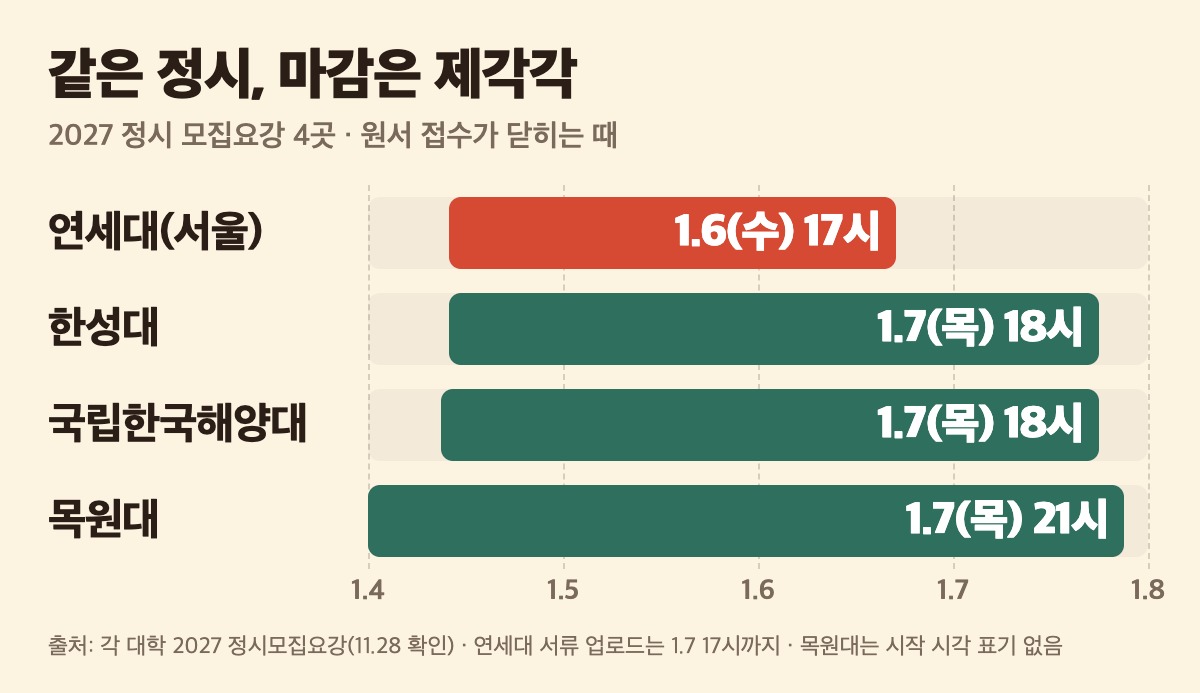 같은 정시, 마감은 제각각
2027 정시 모집요강 4곳 · 원서 접수가 닫히는 때
연세대(서울)
1.6(수) 17시
한성대
1.7(목) 18시
국립한국해양대
1.7(목) 18시
목원대
1.7(목) 21시
1.4 1.5 1.6 1.7 1.8
출처: 각 대학 2027 정시모집요강(11.28 확인) · 연세대 서류 업로드는 1.7 17시까지 · 목원대는 시작 시각 표기 없음